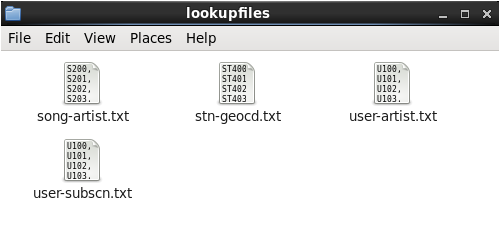 lookupfiles
File Edit View Places Help
S200,
S201,
S202,
S203.
song-artist.txt
ST400
ST401
ST402
ST403
stn-geocd.txt
U100,
U101,
U102,
U103.
user-artist.txt
U100,
U101,
U102,
U103.
user-subscn.txt